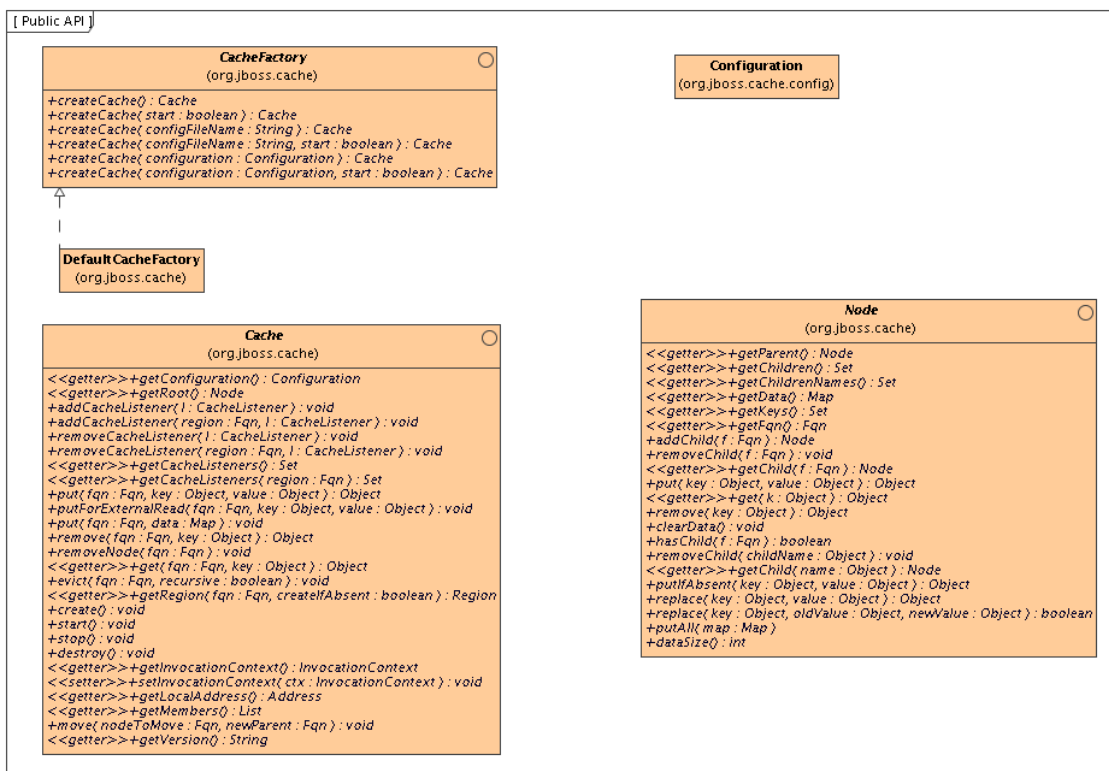 [ Public API ]
CacheFactory
(org.jboss.cache)
+createCache() : Cache
+createCache( start : boolean ) : Cache
+createCache( configFileName : String ) : Cache
+createCache( configFileName : String, start : boolean ) : Cache
+createCache( configuration : Configuration ) : Cache
+createCache( configuration : Configuration, start : boolean ) : Cache
Configuration
(org.jboss.cache.config)
DefaultCacheFactory
(org.jboss.cache)
Cache
(org.jboss.cache)
<<getter>>+getConfiguration() : Configuration
<<getter>>+getRoot() : Node
+addCacheListener( l : CacheListener ) : void
+addCacheListener( region : Fqn, l : CacheListener ) : void
+removeCacheListener( l : CacheListener ) : void
+removeCacheListener( region : Fqn, l : CacheListener ) : void
<<getter>>+getCacheListeners() : Set
<<getter>>+getCacheListeners( region : Fqn ) : Set
+put( fqn : Fqn, key : Object, value : Object ) : Object
+putForExternalRead( fqn : Fqn, key : Object, value : Object ) : void
+put( fqn : Fqn, data : Map ) : void
+remove( fqn : Fqn, key : Object ) : Object
+removeNode( fqn : Fqn ) : void
<<getter>>+get( fqn : Fqn, key : Object ) : Object
+evict( fqn : Fqn, recursive : boolean ) : void
<<getter>>+getRegion( fqn : Fqn, createIfAbsent : boolean ) : Region
+create() : void
+start() : void
+stop() : void
+destroy() : void
<<getter>>+getInvocationContext() : InvocationContext
<<setter>>+setInvocationContext( ctx : InvocationContext ) : void
<<getter>>+getLocalAddress() : Address
<<getter>>+getMembers() : List
+move( nodeToMove : Fqn, newParent : Fqn ) : void
<<getter>>+getVersion() : String
Node
(org.jboss.cache)
<<getter>>+getParent() : Node
<<getter>>+getChildren() : Set
<<getter>>+getChildrenNames() : Set
<<getter>>+getData() : Map
<<getter>>+getKeys() : Set
<<getter>>+getFqn() : Fqn
+addChild( f : Fqn ) : Node
+removeChild( f : Fqn ) : void
<<getter>>+getChild( f : Fqn ) : Node
+put( key : Object, value : Object ) : Object
<<getter>>+get( k : Object ) : Object
+remove( key : Object ) : Object
+clearData() : void
+hasChild( f : Fqn ) : boolean
+removeChild( childName : Object ) : void
<<getter>>+getChild( name : Object ) : Node
+putIfAbsent( key : Object, value : Object ) : Object
+replace( key : Object, value : Object ) : Object
+replace( key : Object, oldValue : Object, newValue : Object ) : boolean
+putAll( map : Map )
+dataSize() : int